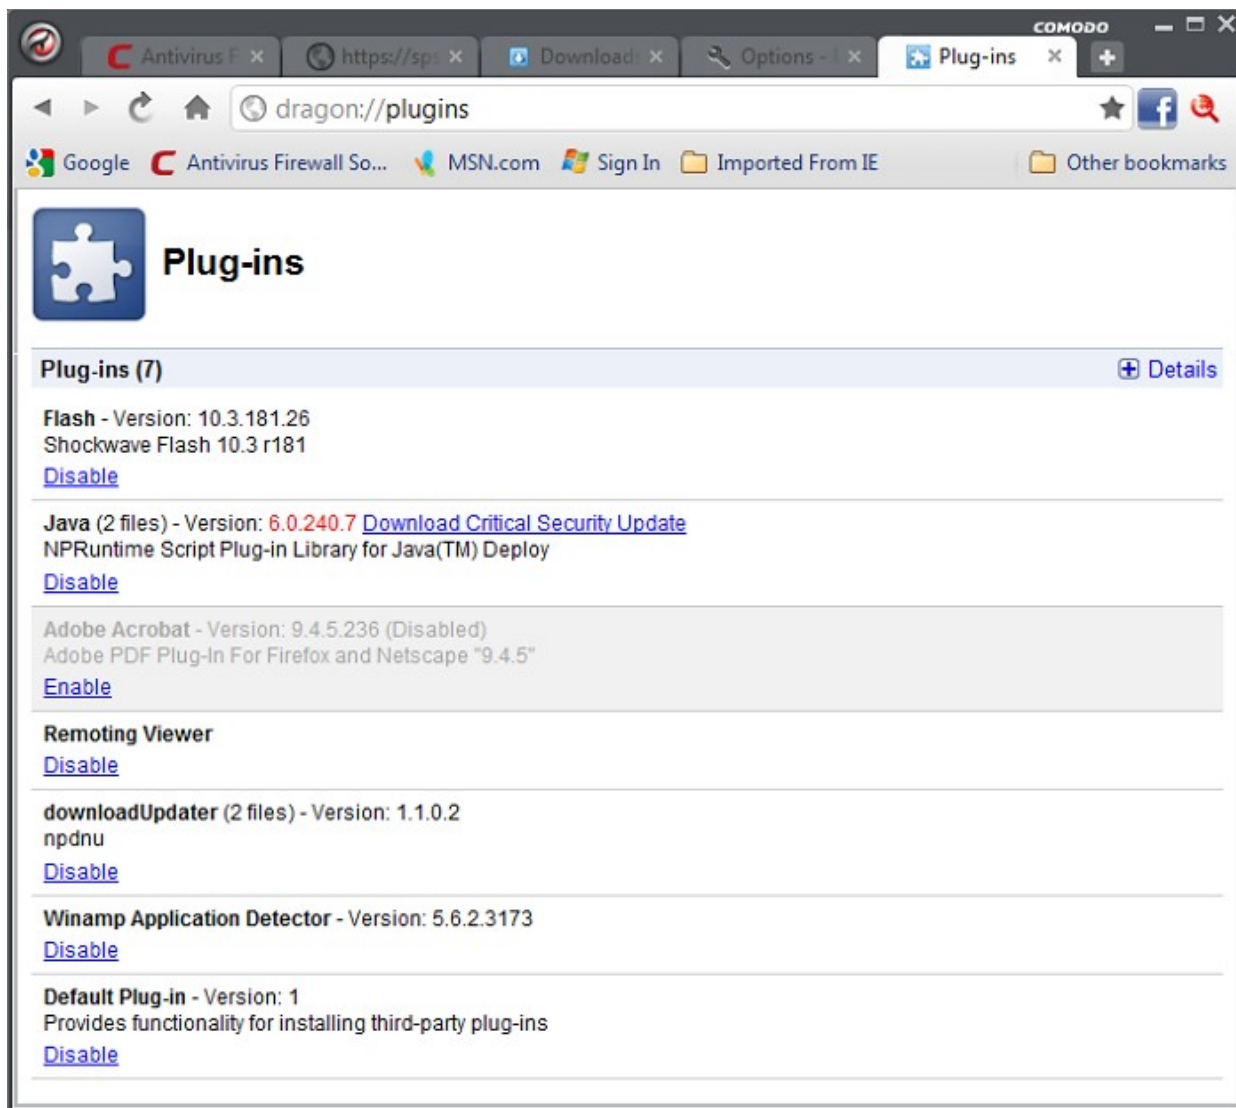 COMODO
Antivirus F
https://sps
Download
Options - 
Plug-ins
dragon://plugins
Google
Antivirus Firewall So...
MSN.com
Sign In
Imported From IE
Other bookmarks
Plug-ins
Plug-ins (7)
Details
Flash - Version: 10.3.181.26
Shockwave Flash 10.3 r181
Disable
Java (2 files) - Version: 6.0.240.7 Download Critical Security Update
NPRuntime Script Plug-in Library for Java(TM) Deploy
Disable
Adobe Acrobat - Version: 9.4.5.236 (Disabled)
Adobe PDF Plug-In For Firefox and Netscape "9.4.5"
Enable
Remoting Viewer
Disable
downloadUpdater (2 files) - Version: 1.1.0.2
npdnu
Disable
Winamp Application Detector - Version: 5.6.2.3173
Disable
Default Plug-in - Version: 1
Provides functionality for installing third-party plug-ins
Disable